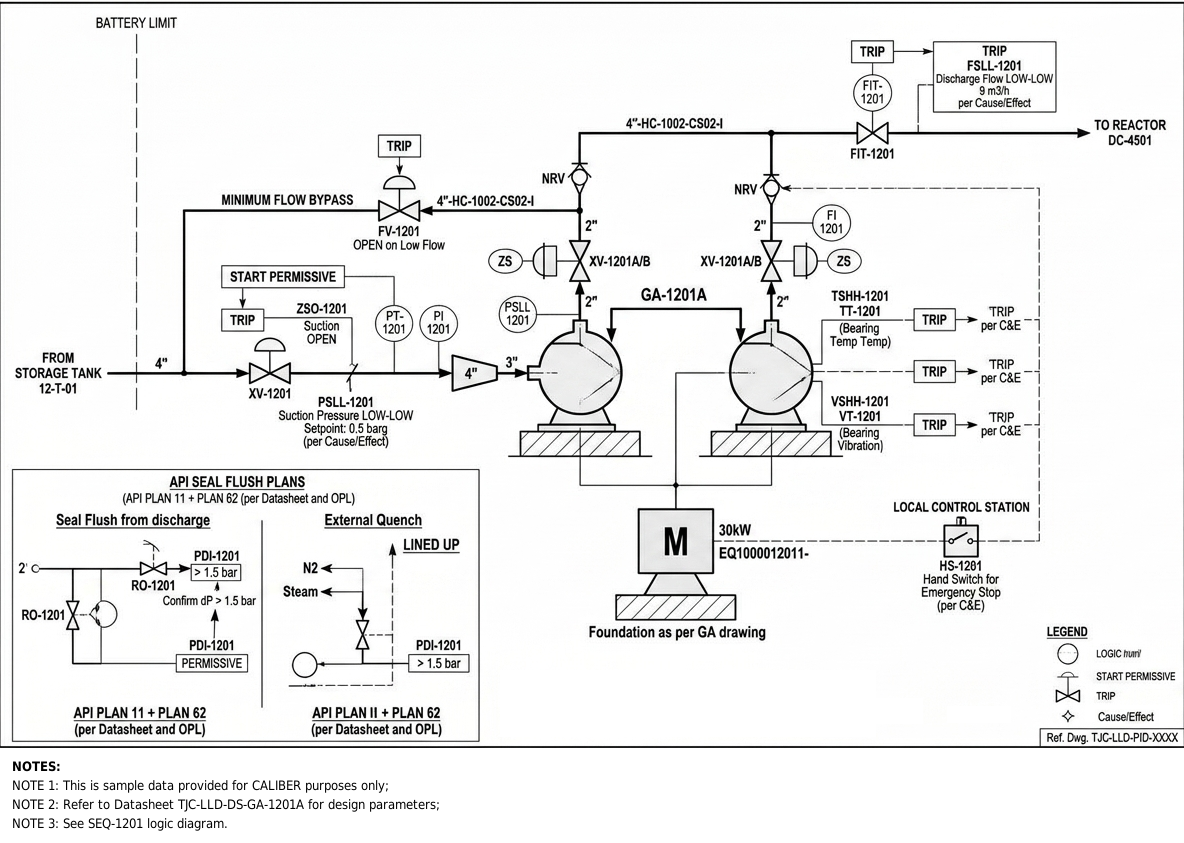 BATTERY LIMIT
TRIP
TRIP
FSLL-1201
Discharge Flow LOW-LOW
9 m3/h
per Cause/Effect
FIT-
1201
4"-HC-1002-CS02-I
TO REACTOR
DC-4501
FIT-1201
TRIP
NRV
NRV
MINIMUM FLOW BYPASS
4"-HC-1002-CS02-I
FV-1201
OPEN on Low Flow
2"
2"
FI
1201
ZS
XV-1201A/B
XV-1201A/B
ZS
START PERMISSIVE
TRIP
ZSO-1201
Suction
OPEN
PT-
1201
PI
1201
PSLL
1201
2"
GA-1201A
2"
TSHH-1201
TT-1201
(Bearing
Temp Temp)
TRIP
TRIP
per C&E
FROM
STORAGE TANK
12-T-01
4"
XV-1201
4"
3"
TRIP
TRIP
per C&E
PSLL-1201
Suction Pressure LOW-LOW
Setpoint: 0.5 barg
(per Cause/Effect)
VSHH-1201
VT-1201
(Bearing
Vibration)
TRIP
TRIP
per C&E
API SEAL FLUSH PLANS
(API PLAN 11 + PLAN 62 (per Datasheet and OPL)
Seal Flush from discharge
2'
RO-1201
PDI-1201
> 1.5 bar
Confirm dP > 1.5 bar
RO-1201
PDI-1201
PERMISSIVE
API PLAN 11 + PLAN 62
(per Datasheet and OPL)
External Quench
LINED UP
N2
Steam
PDI-1201
> 1.5 bar
API PLAN II + PLAN 62
(per Datasheet and OPL)
M
30kW
EQ1000012011-
Foundation as per GA drawing
LOCAL CONTROL STATION
HS-1201
Hand Switch for
Emergency Stop
(per C&E)
LEGEND
LOGIC
START PERMISSIVE
TRIP
Cause/Effect
Ref. Dwg. TJC-LLD-PID-XXXX
NOTES:
NOTE 1: This is sample data provided for CALIBER purposes only;
NOTE 2: Refer to Datasheet TJC-LLD-DS-GA-1201A for design parameters;
NOTE 3: See SEQ-1201 logic diagram.